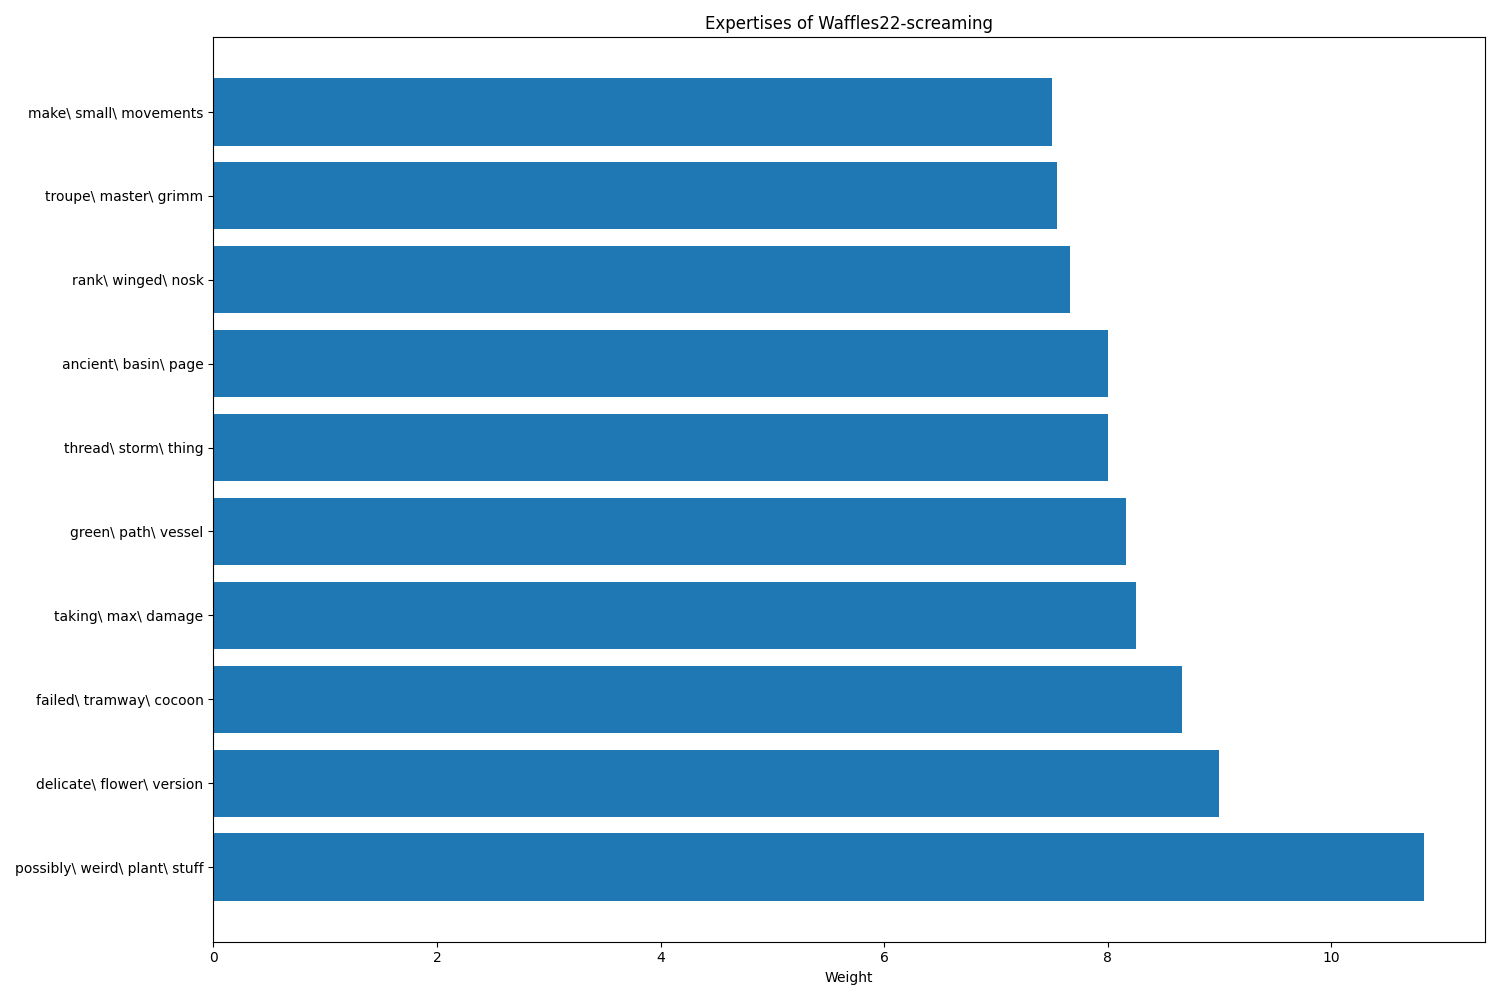 Expertises of Waffles22-screaming
make\ small\ movements
troupe\ master\ grimm
rank\ winged\ nosk
ancient\ basin\ page
thread\ storm\ thing
green\ path\ vessel
taking\ max\ damage
failed\ tramway\ cocoon
delicate\ flower\ version
possibly\ weird\ plant\ stuff
0 2 4 6 8 10
Weight